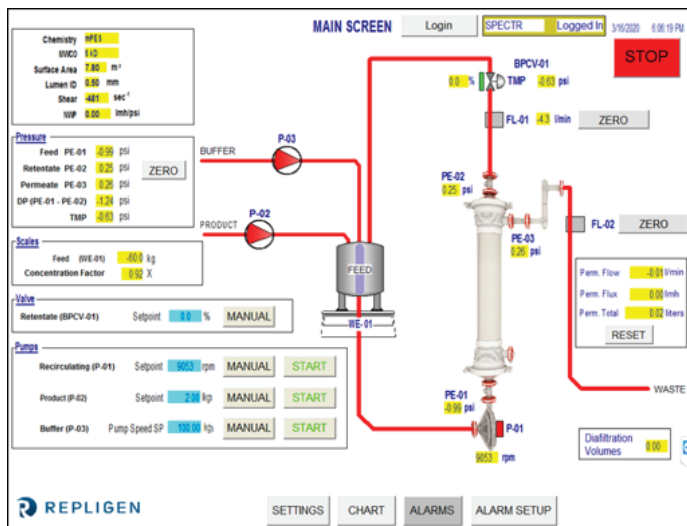 MAIN SCREEN
Login
SPECTR Logged In
3/16/2020 6:06:19 PM
STOP
Chemistry mPES
MWCO 5 kD
Surface Area 7.80 m²
Lumen ID 0.50 mm
Shear -481 sec⁻¹
NWP 0.00 lmh/psi
Pressure
Feed PE-01 -0.99 psi
Retentate PE-02 0.25 psi
Permeate PE-03 0.26 psi
DP (PE-01 - PE-02) -1.24 psi
TMP -0.63 psi
ZERO
Scales
Feed (WE-01) -60.0 kg
Concentration Factor 0.92 X
Valve
Retentate (BPCV-01) Setpoint 0.0 % MANUAL
Pumps
Recirculating (P-01) Setpoint 9053 rpm MANUAL START
Product (P-02) Setpoint 2.00 MANUAL START
Buffer (P-03) Pump Speed SP 100.00 MANUAL START
BUFFER
P-03
PRODUCT
P-02
FEED
WE-01
BPCV-01
0.0 % TMP -0.63 psi
FL-01 -4.3 l/min ZERO
PE-02
0.25 psi
PE-03
0.26 psi
FL-02 ZERO
Perm. Flow -0.01 l/min
Perm. Flux 0.00 lmh
Perm. Total 0.02 liters
RESET
WASTE
PE-01
-0.99 psi
P-01
9053 rpm
Diafiltration Volumes 0.00
REPLIGEN
SETTINGS
CHART
ALARMS
ALARM SETUP